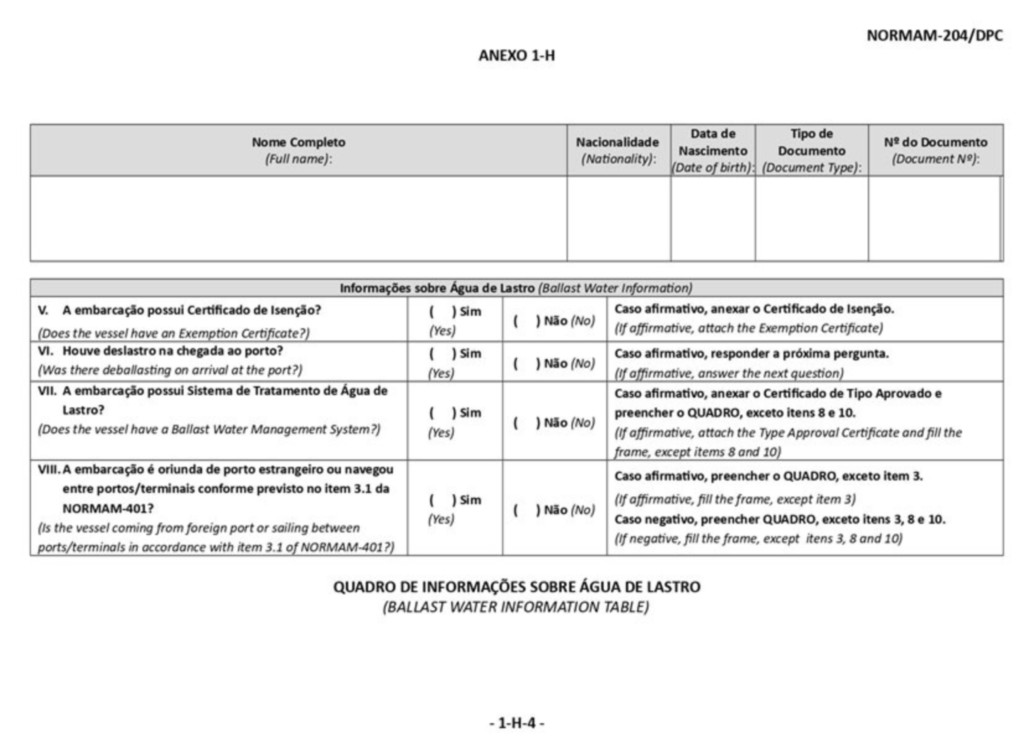 NORMAM-204/DPC
ANEXO 1-H
Nome Completo
(Full name):
Nacionalidade
(Nationality):
Data de
Nascimento
(Date of birth):
Tipo de
Documento
(Document Type):
Nº do Documento
(Document Nº):
Informações sobre Água de Lastro (Ballast Water Information)
V. A embarcação possui Certificado de Isenção?
(Does the vessel have an Exemption Certificate?)
( ) Sim
(Yes)
( ) Não (No)
Caso afirmativo, anexar o Certificado de Isenção.
(If affirmative, attach the Exemption Certificate)
VI. Houve deslastro na chegada ao porto?
(Was there deballasting on arrival at the port?)
( ) Sim
(Yes)
( ) Não (No)
Caso afirmativo, responder a próxima pergunta.
(If affirmative, answer the next question)
VII. A embarcação possui Sistema de Tratamento de Água de
Lastro?
(Does the vessel have a Ballast Water Management System?)
( ) Sim
(Yes)
( ) Não (No)
Caso afirmativo, anexar o Certificado de Tipo Aprovado e
preencher o QUADRO, exceto itens 8 e 10.
(If affirmative, attach the Type Approval Certificate and fill the
frame, except items 8 and 10)
VIII. A embarcação é oriunda de porto estrangeiro ou navegou
entre portos/terminais conforme previsto no item 3.1 da
NORMAM-401?
(Is the vessel coming from foreign port or sailing between
ports/terminals in accordance with item 3.1 of NORMAM-401?)
( ) Sim
(Yes)
( ) Não (No)
Caso afirmativo, preencher o QUADRO, exceto item 3.
(If affirmative, fill the frame, except item 3)
Caso negativo, preencher QUADRO, exceto itens 3, 8 e 10.
(If negative, fill the frame, except itens 3, 8 and 10)
QUADRO DE INFORMAÇÕES SOBRE ÁGUA DE LASTRO
(BALLAST WATER INFORMATION TABLE)
- 1-H-4 -